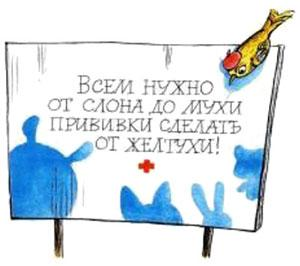 ВСЕМ НУЖНО
ОТ СЛОНА ДО МУХИ
ПРИВИВКИ СДЕЛАТЬ
ОТ ЖЕЛТУХИ!